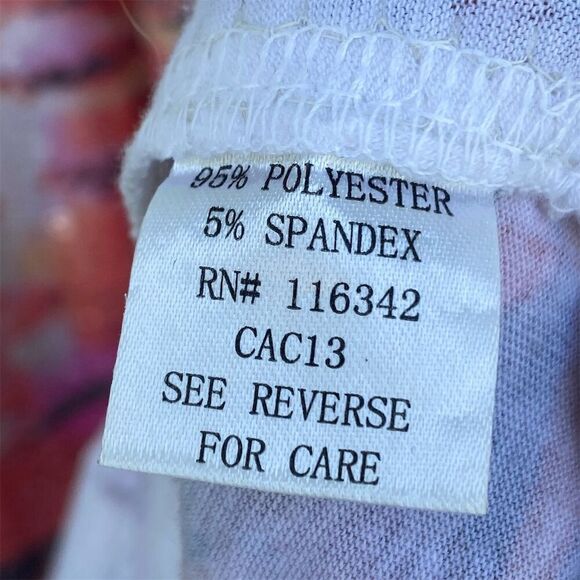 95% POLYESTER
5% SPANDEX
RN# 116342
CAC13
SEE REVERSE
FOR CARE